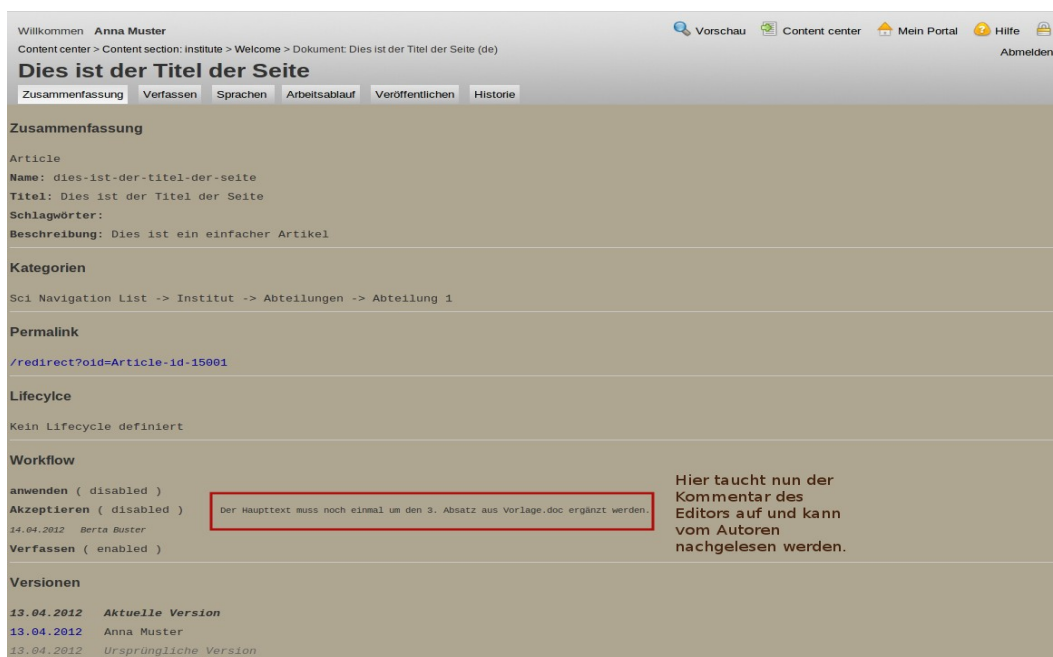 Willkommen Anna Muster
Vorschau Content center Mein Portal Hilfe
Content center > Content section: institute > Welcome > Dokument: Dies ist der Titel der Seite (de)
Abmelden
Dies ist der Titel der Seite
Zusammenfassung Verfassen Sprachen Arbeitsablauf Veröffentlichen Historie
Zusammenfassung
Article
Name: dies-ist-der-titel-der-seite
Titel: Dies ist der Titel der Seite
Schlagwörter:
Beschreibung: Dies ist ein einfacher Artikel
Kategorien
Sci Navigation List -> Institut -> Abteilungen -> Abteilung 1
Permalink
/redirect?oid=Article-id-15001
Lifecylce
Kein Lifecycle definiert
Workflow
anwenden ( disabled )
Akzeptieren ( disabled ) Der Haupttext muss noch einmal um den 3. Absatz aus Vorlage.doc ergänzt werden.
14.04.2012 Berta Buster
Verfassen ( enabled )
Hier taucht nun der
Kommentar des
Editors auf und kann
vom Autoren
nachgelesen werden.
Versionen
13.04.2012 Aktuelle Version
13.04.2012 Anna Muster
13.04.2012 Ursprüngliche Version